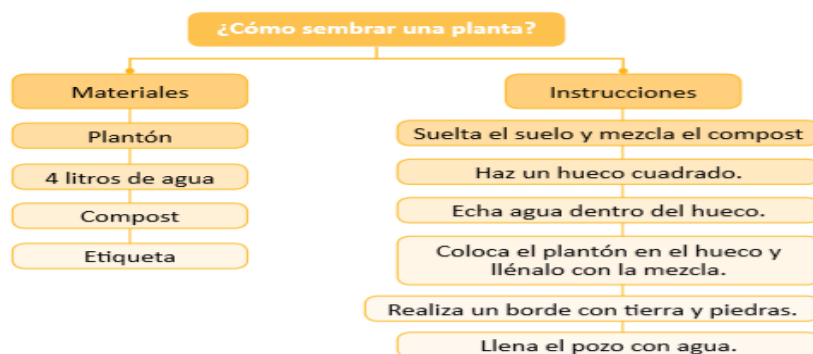 ¿Cómo sembrar una planta?
Materiales
Plantón
4 litros de agua
Compost
Etiqueta
Instrucciones
Suelta el suelo y mezcla el compost
Haz un hueco cuadrado.
Echa agua dentro del hueco.
Coloca el plantón en el hueco y
llénalo con la mezcla.
Realiza un borde con tierra y piedras.
Llena el pozo con agua.